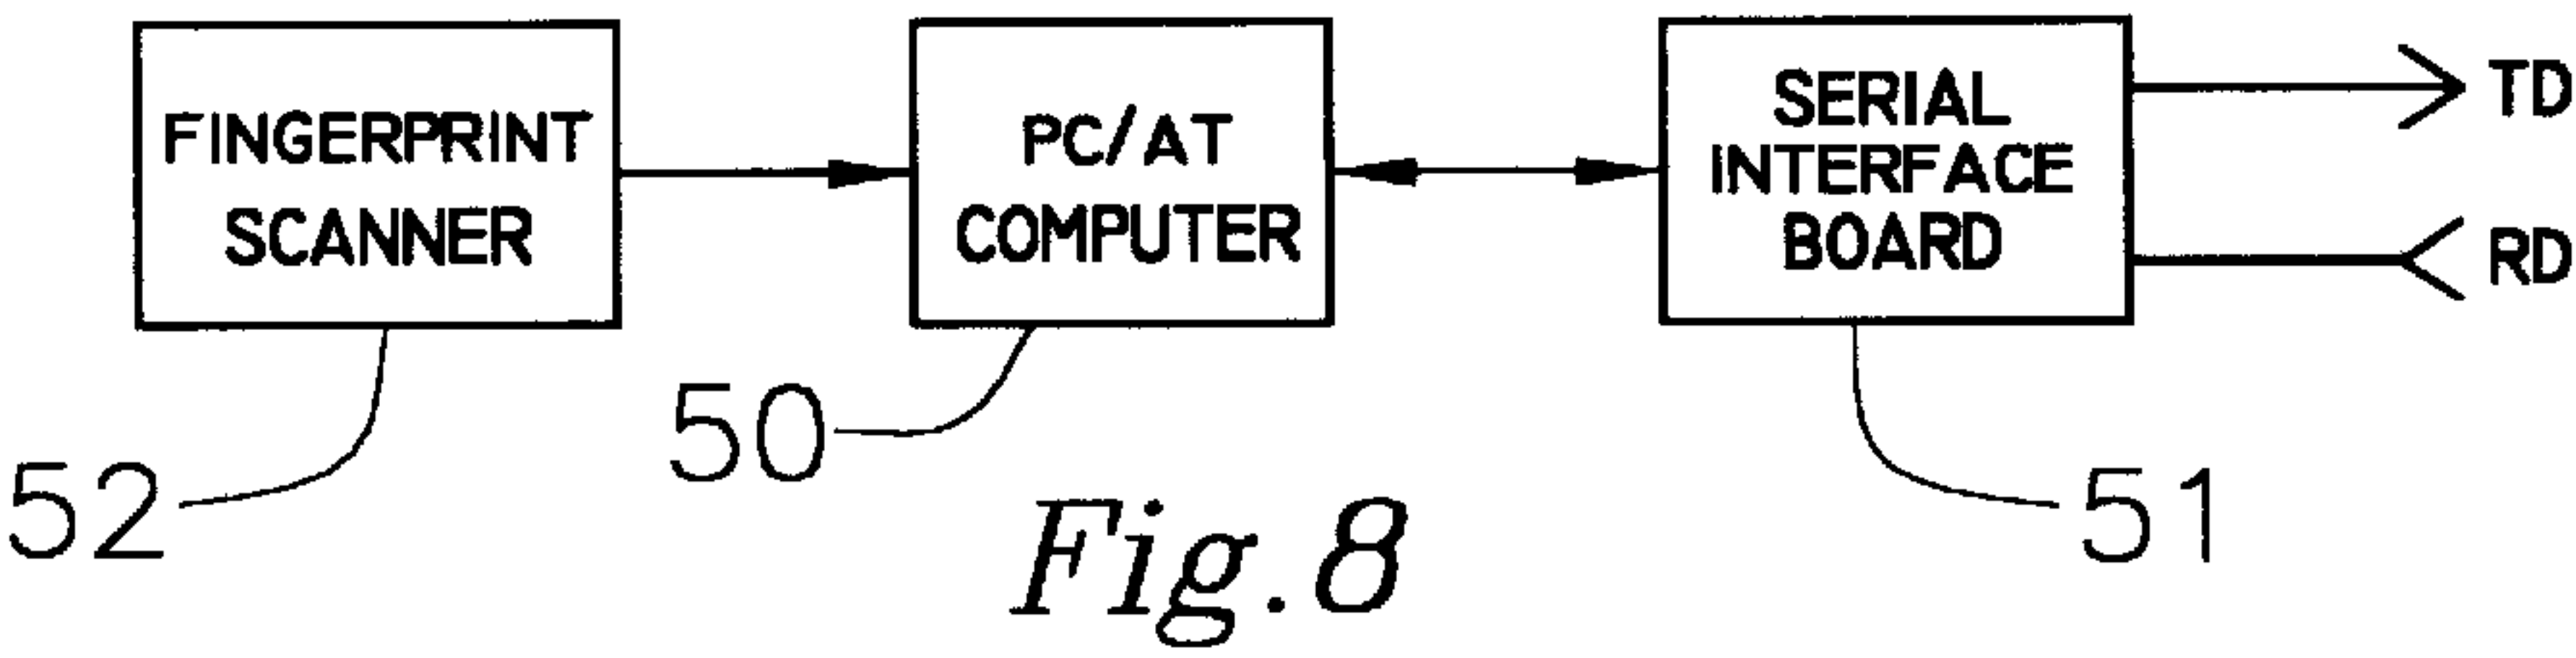 FINGERPRINT
SCANNER
PC/AT
COMPUTER
SERIAL
INTERFACE
BOARD
TD
RD
52
50
51
Fig.8